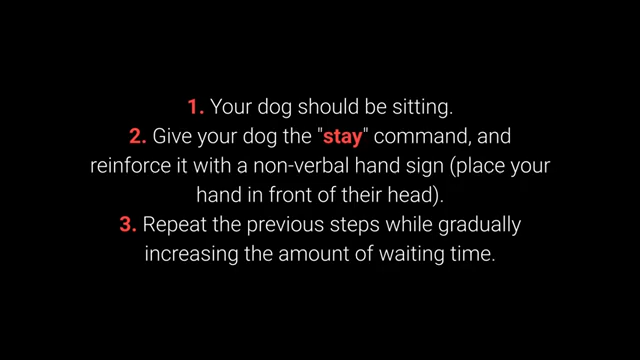 1. Your dog should be sitting.
2. Give your dog the "stay" command, and
reinforce it with a non-verbal hand sign (place your
hand in front of their head).
3. Repeat the previous steps while gradually
increasing the amount of waiting time.